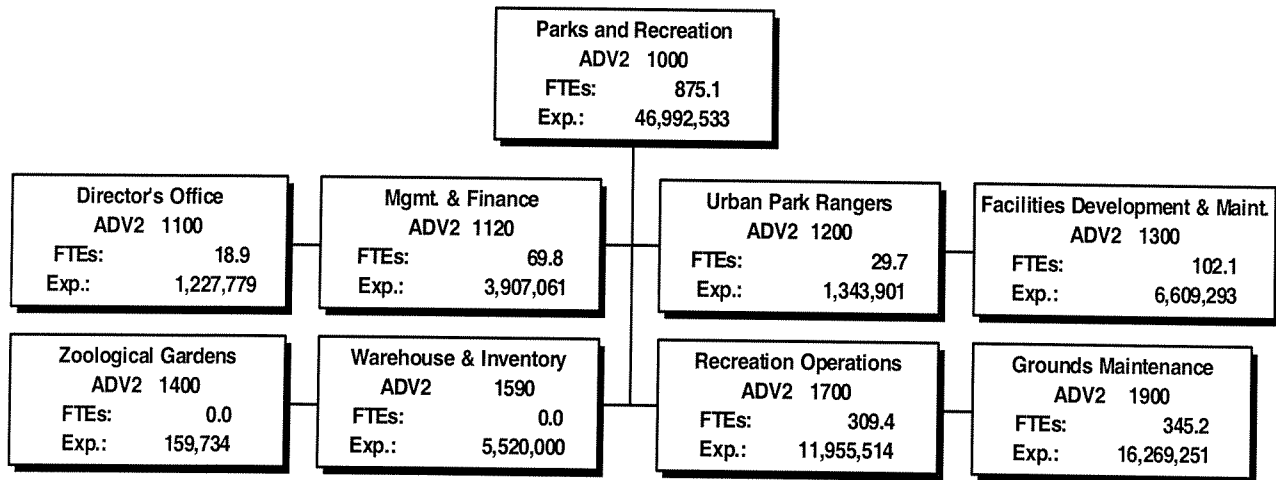 Parks and Recreation
ADV2 1000
FTEs: 875.1
Exp.: 46,992,533
Director's Office
ADV2 1100
FTEs: 18.9
Exp.: 1,227,779
Mgmt. & Finance
ADV2 1120
FTEs: 69.8
Exp.: 3,907,061
Urban Park Rangers
ADV2 1200
FTEs: 29.7
Exp.: 1,343,901
Facilities Development & Maint.
ADV2 1300
FTEs: 102.1
Exp.: 6,609,293
Zoological Gardens
ADV2 1400
FTEs: 0.0
Exp.: 159,734
Warehouse & Inventory
ADV2 1590
FTEs: 0.0
Exp.: 5,520,000
Recreation Operations
ADV2 1700
FTEs: 309.4
Exp.: 11,955,514
Grounds Maintenance
ADV2 1900
FTEs: 345.2
Exp.: 16,269,251